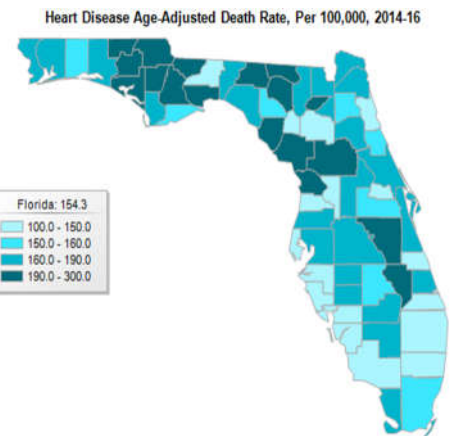 Heart Disease Age-Adjusted Death Rate, Per 100,000, 2014-16
Florida: 154.3
100.0 - 150.0
150.0 - 160.0
160.0 - 190.0
190.0 - 300.0